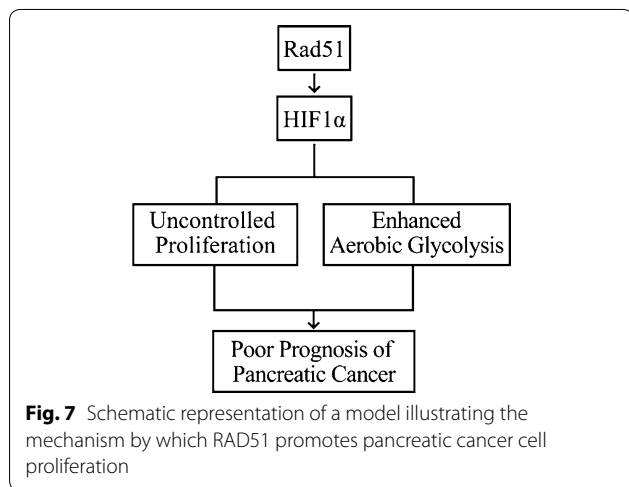 Rad51
HIF1α
Uncontrolled
Proliferation
Enhanced
Aerobic Glycolysis
Poor Prognosis of
Pancreatic Cancer
Fig. 7 Schematic representation of a model illustrating the
mechanism by which RAD51 promotes pancreatic cancer cell
proliferation